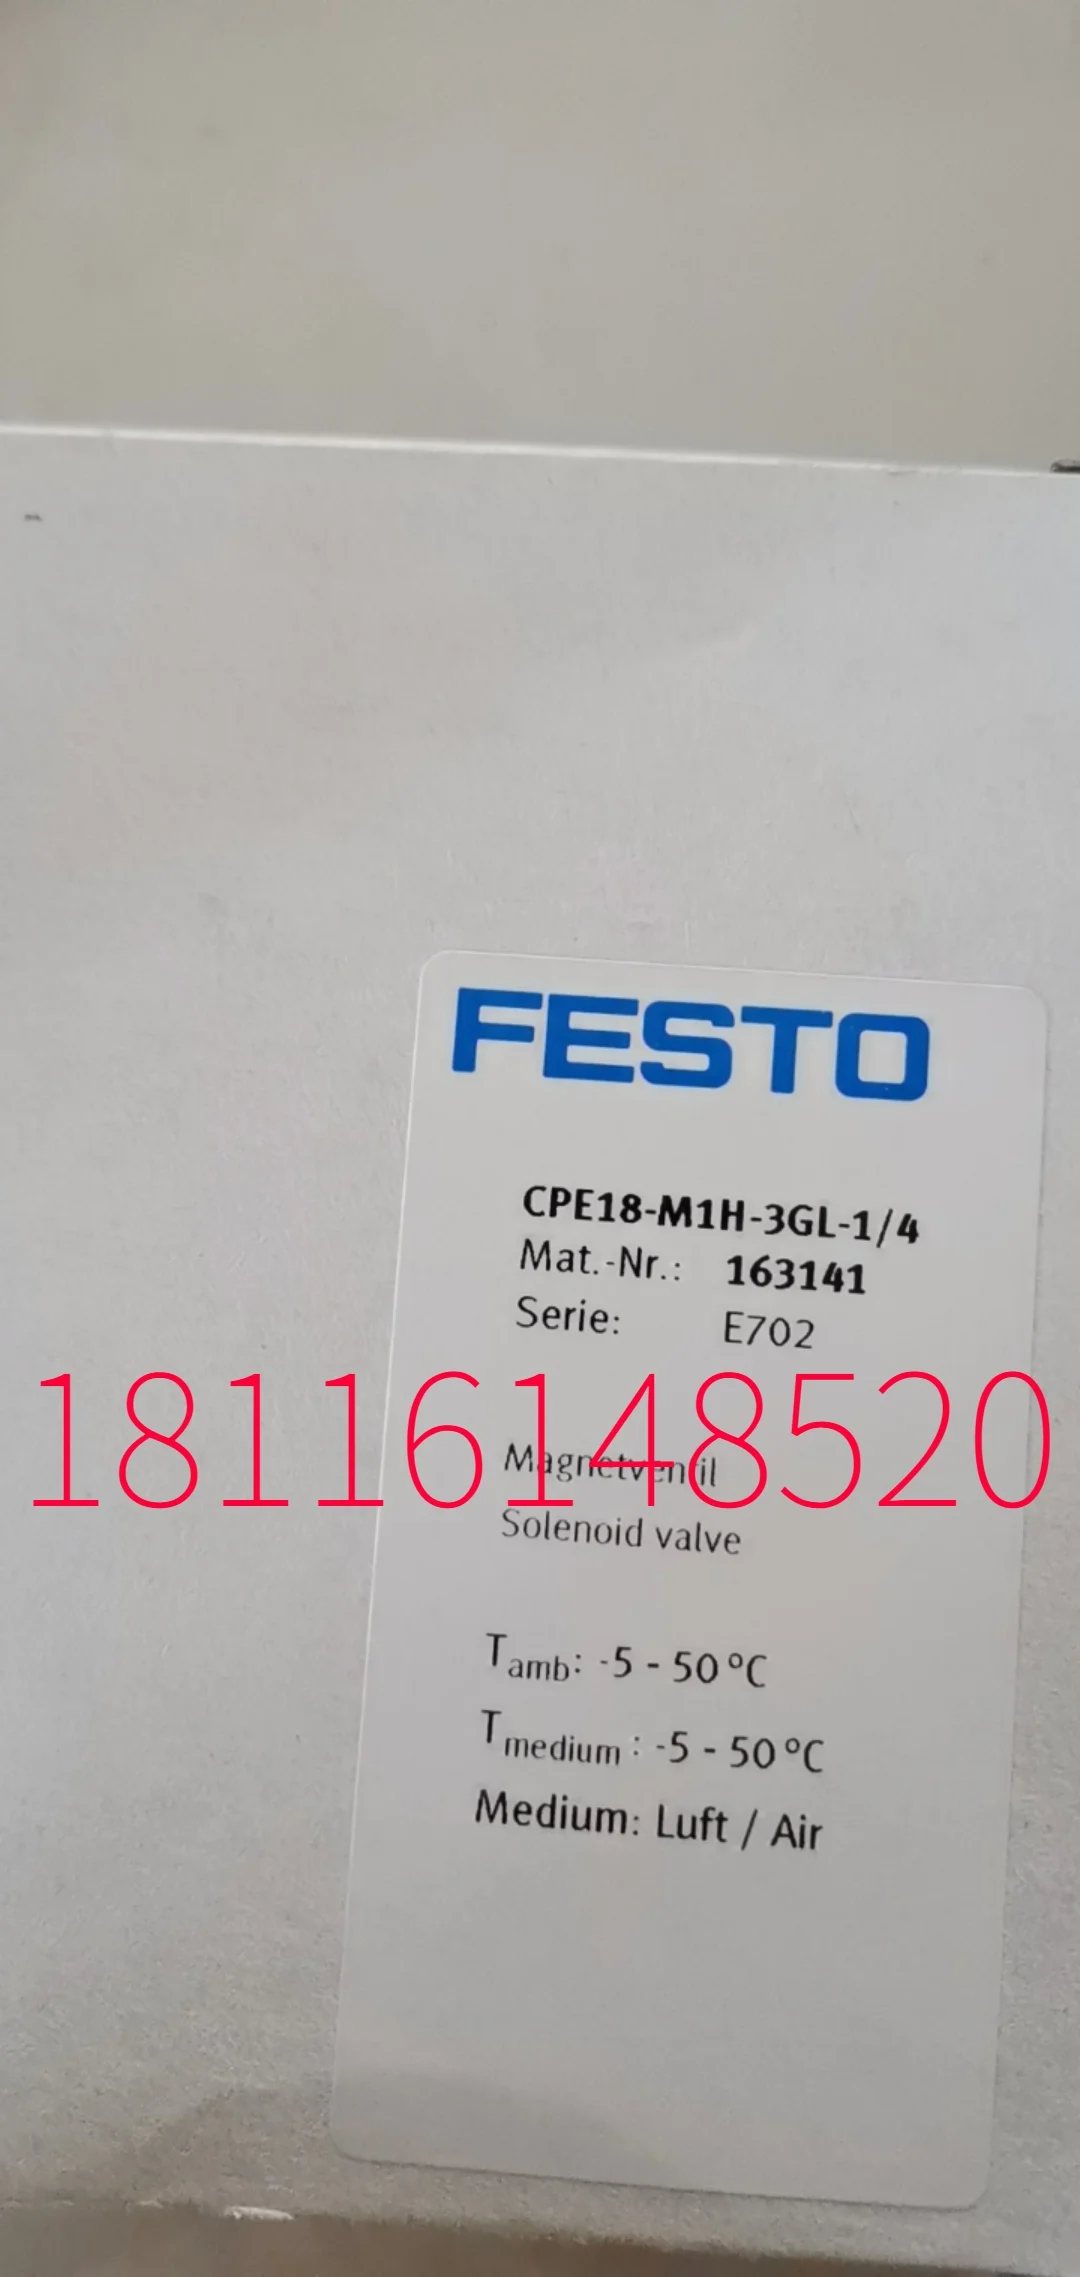 FESTO
CPE18-M1H-3GL-1/4
Mat.-Nr.: 163141
Serie: E702
18116148520
Magnetventil
Solenoid valve
Tamb: -5 - 50 °C
Tmedium : -5 - 50 °C
Medium: Luft / Air